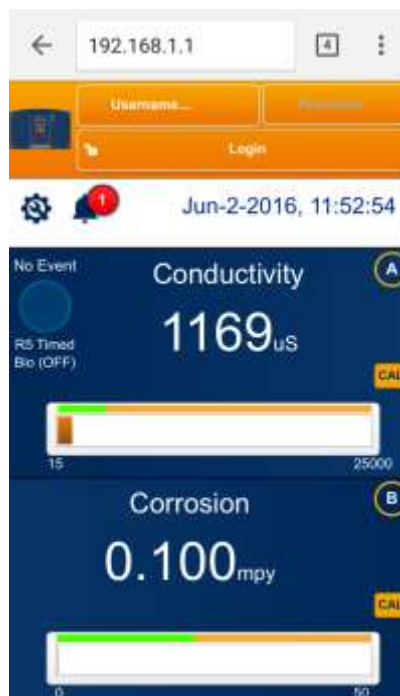 192.168.1.1
4
Username...
Login
1
Jun-2-2016, 11:52:54
No Event
Conductivity
A
1169uS
R5 Timed
Bio (OFF)
CAL
15
25000
Corrosion
B
0.100mpy
CAL
0
50